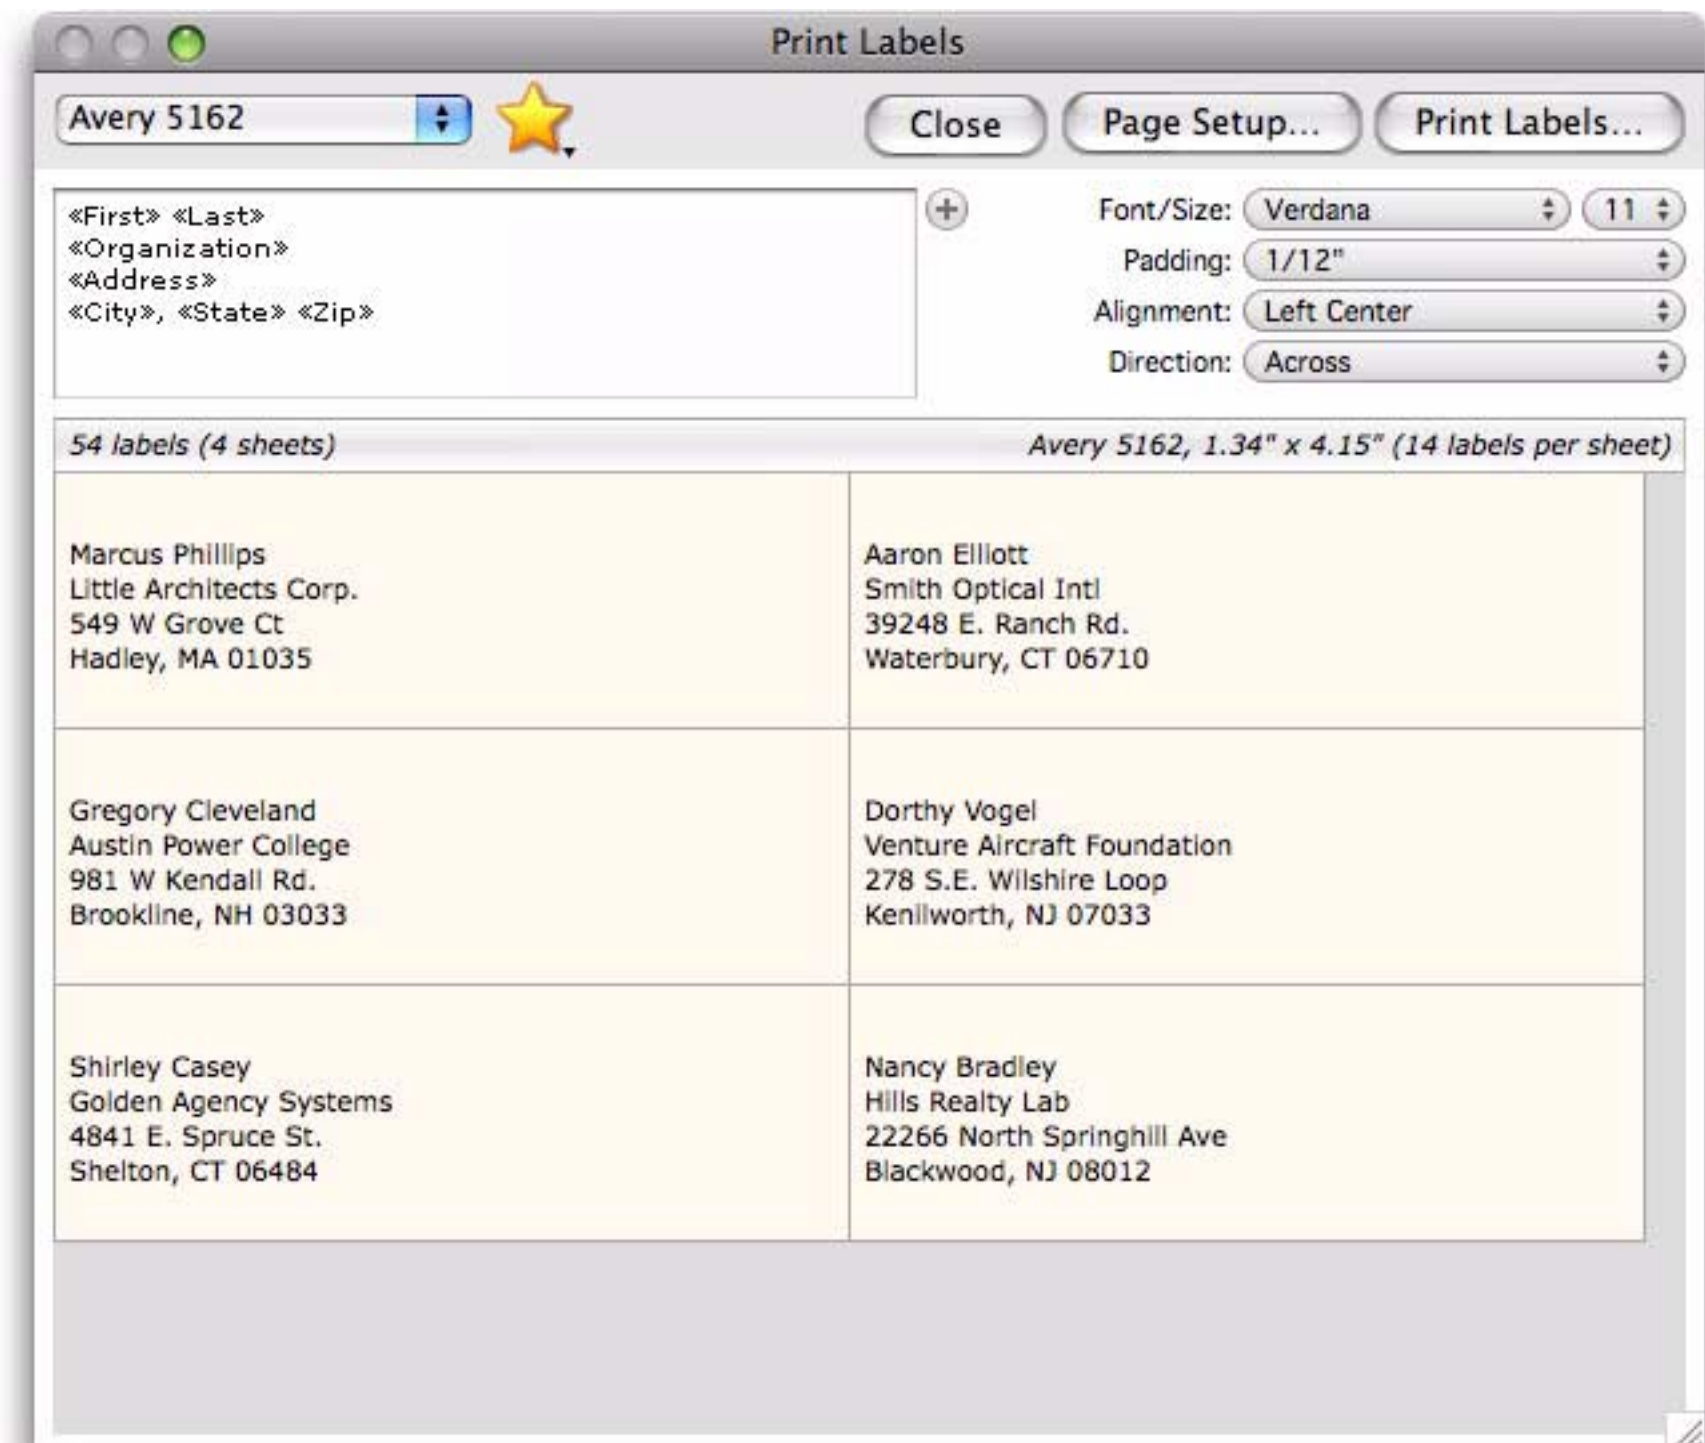 Print Labels
Avery 5162
Close
Page Setup...
Print Labels...
«First» «Last»
«Organization»
«Address»
«City», «State» «Zip»
Font/Size: Verdana 11
Padding: 1/12"
Alignment: Left Center
Direction: Across
54 labels (4 sheets)
Avery 5162, 1.34" x 4.15" (14 labels per sheet)
Marcus Phillips
Little Architects Corp.
549 W Grove Ct
Hadley, MA 01035
Aaron Elliott
Smith Optical Intl
39248 E. Ranch Rd.
Waterbury, CT 06710
Gregory Cleveland
Austin Power College
981 W Kendall Rd.
Brookline, NH 03033
Dorthy Vogel
Venture Aircraft Foundation
278 S.E. Wilshire Loop
Kenilworth, NJ 07033
Shirley Casey
Golden Agency Systems
4841 E. Spruce St.
Shelton, CT 06484
Nancy Bradley
Hills Realty Lab
22266 North Springhill Ave
Blackwood, NJ 08012